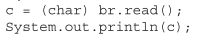 c = (char) br.read();
System.out.println(c);